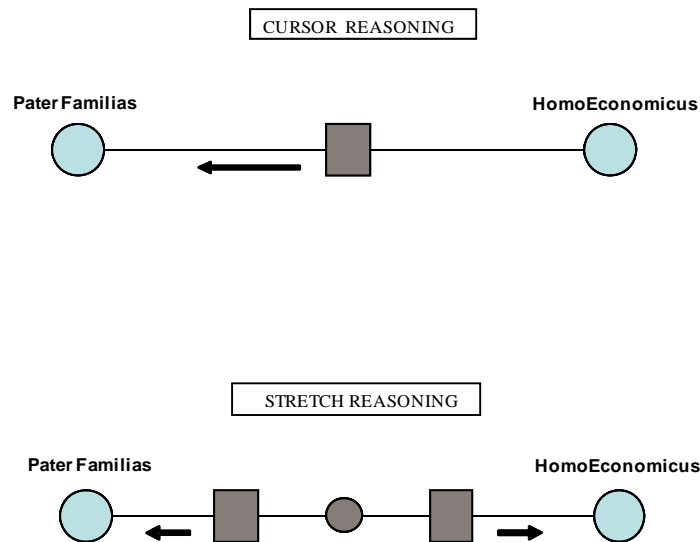 CURSOR REASONING
Pater Familias
HomoEconomicus
STRETCH REASONING
Pater Familias
HomoEconomicus